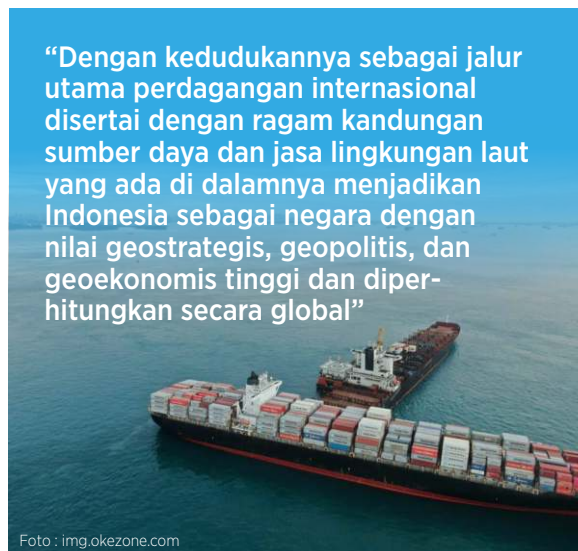 “Dengan kedudukannya sebagai jalur
utama perdagangan internasional
disertai dengan ragam kandungan
sumber daya dan jasa lingkungan laut
yang ada di dalamnya menjadikan
Indonesia sebagai negara dengan
nilai geostrategis, geopolitis, dan
geoekonomis tinggi dan diper-
hitungkan secara global”
Foto : img.okezone.com